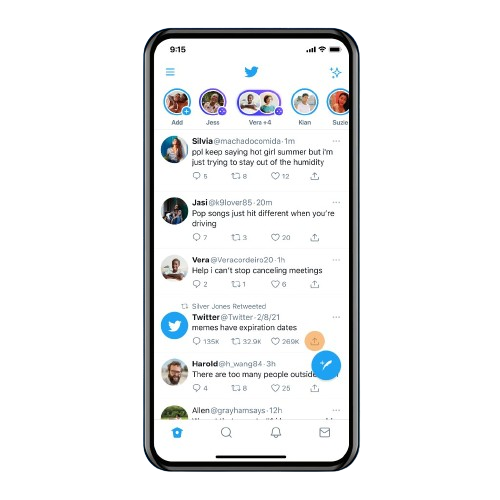 9:15
Add
Jess
Vera +4
Kian
Suzie
Silvia @machadocomida · 1m
ppl keep saying hot girl summer but i'm
just trying to stay out of the humidity
5 8 12
Jasi @k9lover85 · 20m
Pop songs just hit different when you're
driving
7 3 20
Vera @Veracordeiro20 · 1h
Help i can't stop canceling meetings
2 1 6
Silver Jones Retweeted
Twitter @Twitter · 2/8/21
memes have expiration dates
135K 32.9K 269K
Harold @h_wang84 · 3h
There are too many people outside
4 8 25
Allen @grayhamsays · 12h